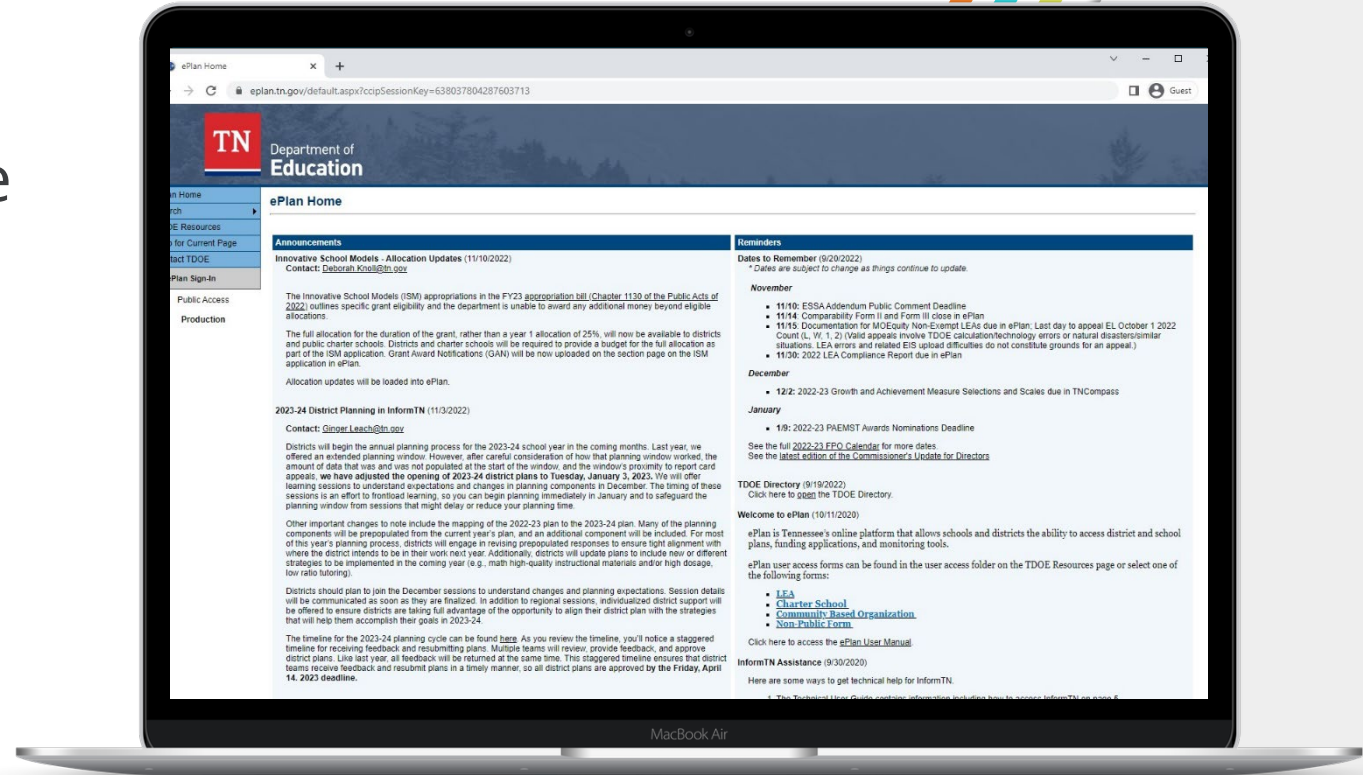 e
ePlan Home
eplan.tn.gov/default.aspx?ccipSessionKey=638037804287603713
Guest
TN
Department of
Education
an Home
rch
OE Resources
o for Current Page
tact TDOE
Plan Sign-In
Public Access
Production
ePlan Home
Announcements
Innovative School Models - Allocation Updates (11/10/2022)
Contact: Deborah.Knoll@tn.gov
The Innovative School Models (ISM) appropriations in the FY23 appropriation bill (Chapter 1130 of the Public Acts of
2022) outlines specific grant eligibility and the department is unable to award any additional money beyond eligible
allocations.
The full allocation for the duration of the grant, rather than a year 1 allocation of 25%, will now be available to districts
and public charter schools. Districts and charter schools will be required to provide a budget for the full allocation as
part of the ISM application. Grant Award Notifications (GAN) will be now uploaded on the section page on the ISM
application in ePlan.
Allocation updates will be loaded into ePlan.
2023-24 District Planning in InformTN (11/3/2022)
Contact: Ginger.Leach@tn.gov
Districts will begin the annual planning process for the 2023-24 school year in the coming months. Last year, we
offered an extended planning window. However, after careful consideration of how that planning window worked, the
amount of data that was and was not populated at the start of the window, and the window's proximity to report card
appeals, we have adjusted the opening of 2023-24 district plans to Tuesday, January 3, 2023. We will offer
learning sessions to understand expectations and changes in planning components in December. The timing of these
sessions is an effort to frontload learning, so you can begin planning immediately in January and to safeguard the
planning window from sessions that might delay or reduce your planning time.
Other important changes to note include the mapping of the 2022-23 plan to the 2023-24 plan. Many of the planning
components will be prepopulated from the current year's plan, and an additional component will be included. For most
of this year's planning process, districts will engage in revising prepopulated responses to ensure tight alignment with
where the district intends to be in their work next year. Additionally, districts will update plans to include new or different
strategies to be implemented in the coming year (e.g., math high-quality instructional materials and/or high dosage,
low ratio tutoring).
Districts should plan to join the December sessions to understand changes and planning expectations. Session details
will be communicated as soon as they are finalized. In addition to regional sessions, individualized district support will
be offered to ensure districts are taking full advantage of the opportunity to align their district plan with the strategies
that will help them accomplish their goals in 2023-24.
The timeline for the 2023-24 planning cycle can be found here. As you review the timeline, you'll notice a staggered
timeline for receiving feedback and resubmitting plans. Multiple teams will review, provide feedback, and approve
district plans. Like last year, all feedback will be returned at the same time. This staggered timeline ensures that district
teams receive feedback and resubmit plans in a timely manner, so all district plans are approved by the Friday, April
14, 2023 deadline.
Reminders
Dates to Remember (9/20/2022)
* Dates are subject to change as things continue to update.
November
11/10: ESSA Addendum Public Comment Deadline
11/14: Comparability Form II and Form III close in ePlan
11/15: Documentation for MOEquity Non-Exempt LEAs due in ePlan; Last day to appeal EL October 1 2022
Count (L, W, 1, 2) (Valid appeals involve TDOE calculation/technology errors or natural disasters/similar
situations. LEA errors and related EIS upload difficulties do not constitute grounds for an appeal.)
11/30: 2022 LEA Compliance Report due in ePlan
December
12/2: 2022-23 Growth and Achievement Measure Selections and Scales due in TNCompass
January
1/9: 2022-23 PAEMST Awards Nominations Deadline
See the full 2022-23 FPO Calendar for more dates.
See the latest edition of the Commissioner's Update for Directors
TDOE Directory (9/19/2022)
Click here to open the TDOE Directory.
Welcome to ePlan (10/11/2020)
ePlan is Tennessee's online platform that allows schools and districts the ability to access district and school
plans, funding applications, and monitoring tools.
ePlan user access forms can be found in the user access folder on the TDOE Resources page or select one of
the following forms:
LEA
Charter School
Community Based Organization
Non-Public Form
Click here to access the ePlan User Manual.
InformTN Assistance (9/30/2020)
Here are some ways to get technical help for InformTN.
1. The Technical User Guide contains information including how to access InformTN on page 5
MacBook Air